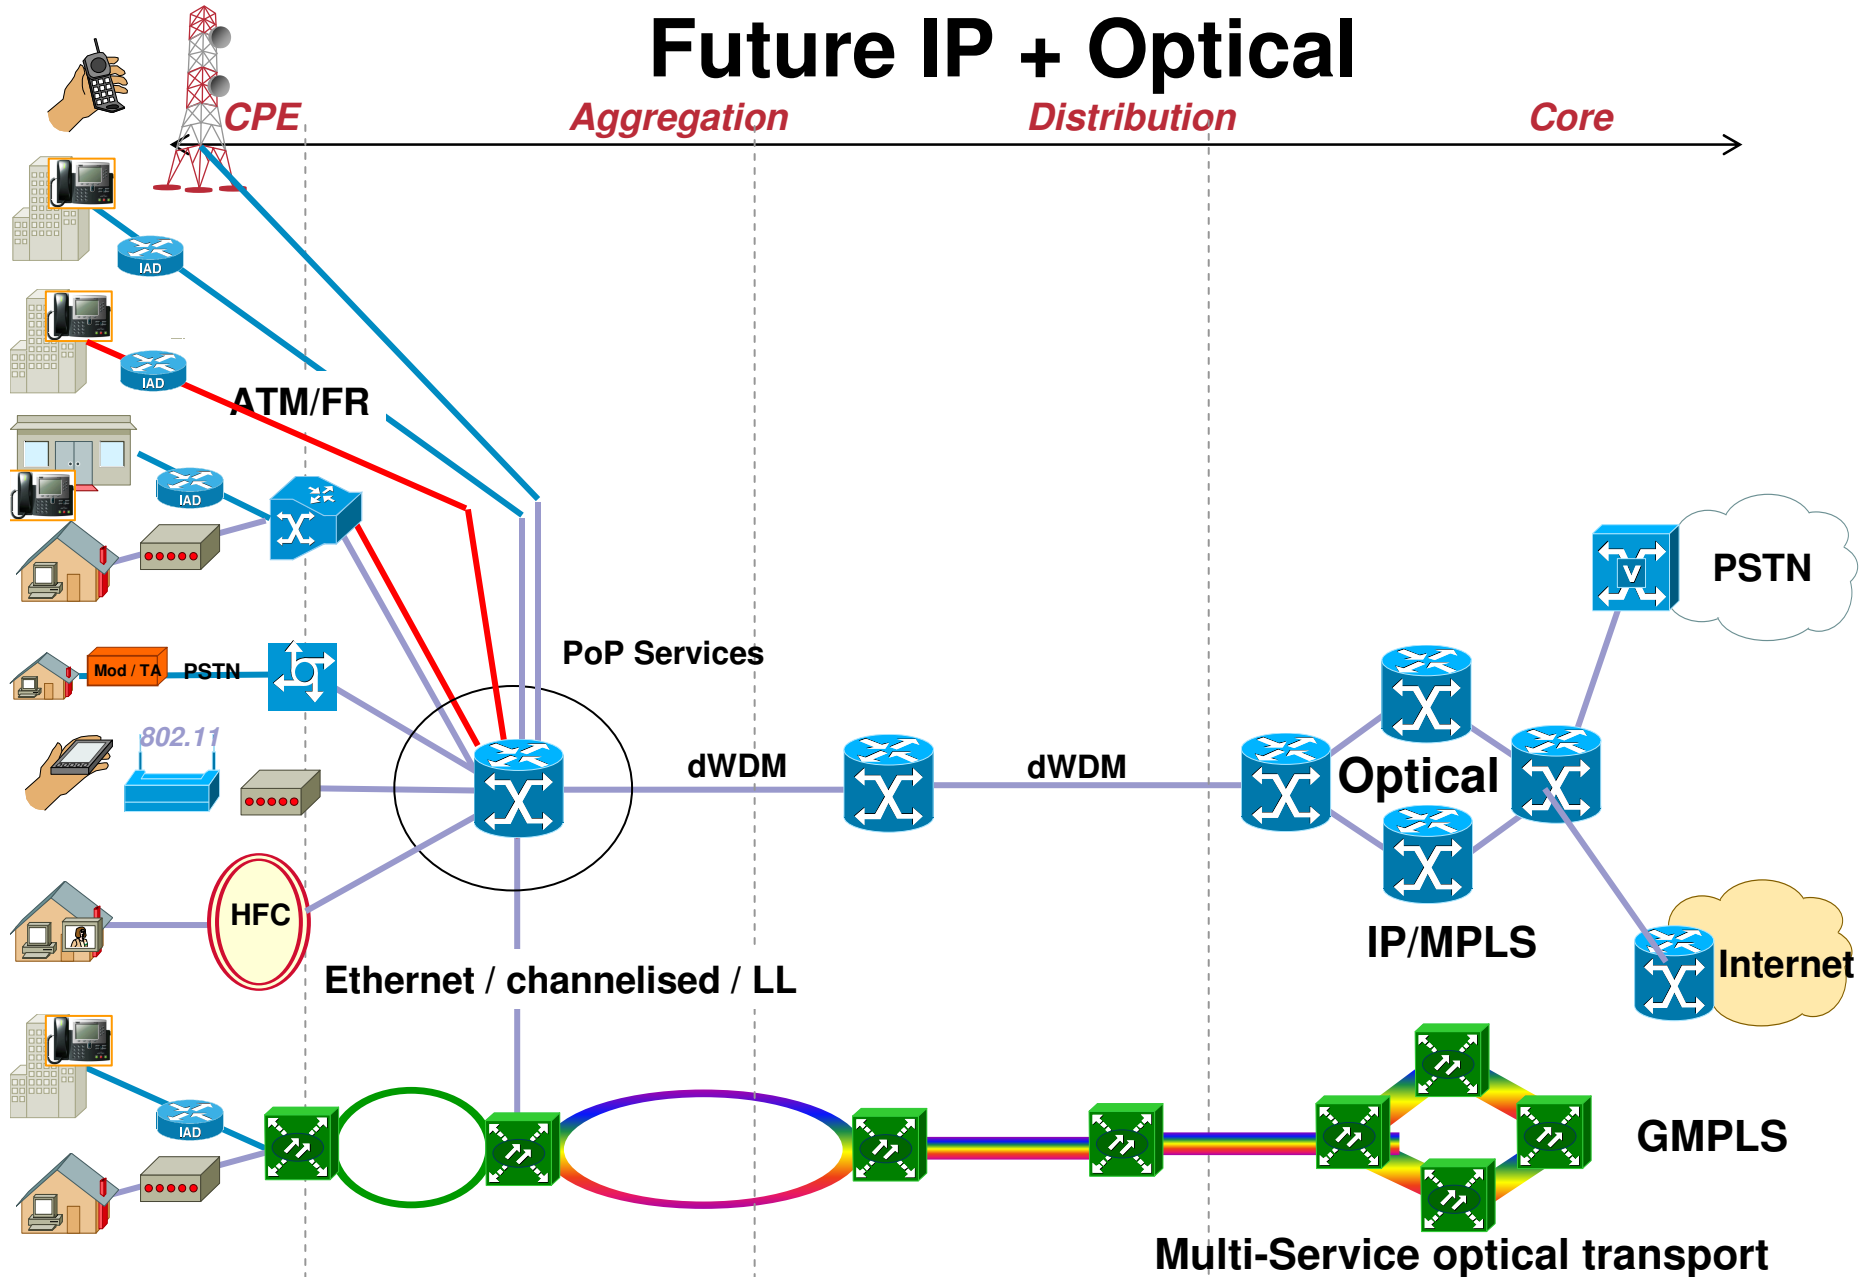 Future IP + Optical
CPE
Aggregation
Distribution
Core
IAD
IAD
ATM/FR
IAD
PSTN
PoP Services
Mod / TA
PSTN
802.11
dWDM
dWDM
Optical
HFC
IP/MPLS
Internet
Ethernet / channelised / LL
IAD
GMPLS
V
Multi-Service optical transport